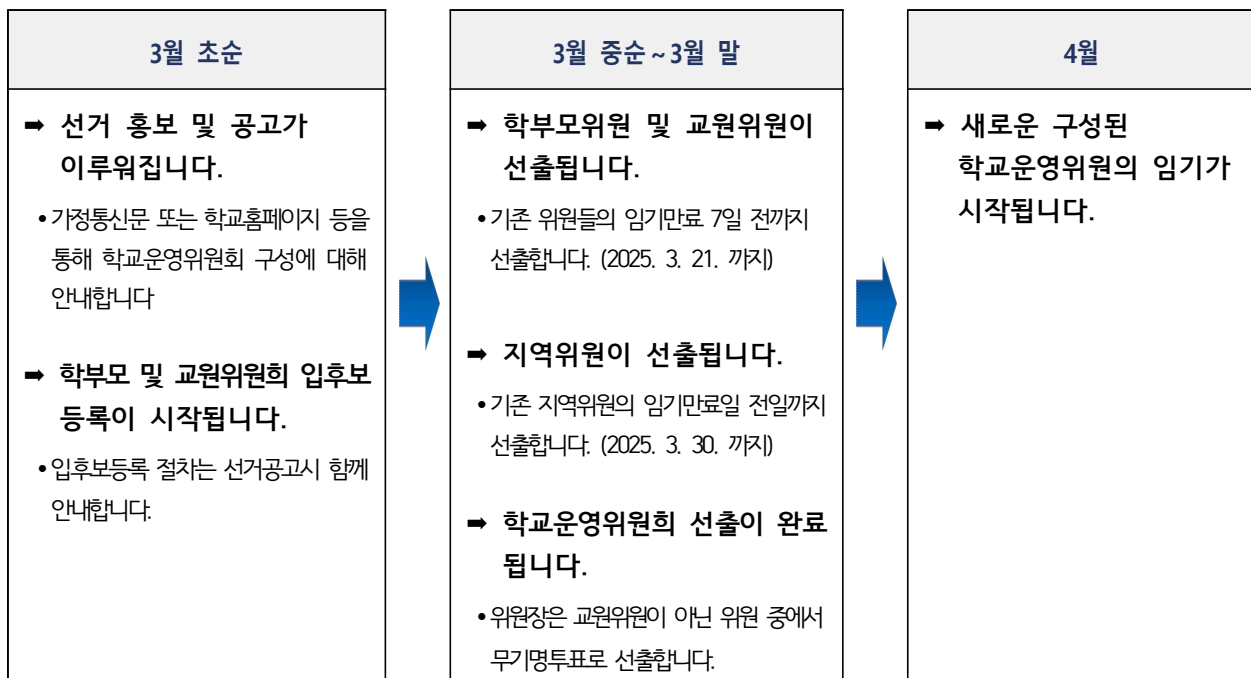 3월 초순
➡ 선거 홍보 및 공고가
이루워집니다.
•가정통신문 또는 학교홈페이지 등을
통해 학교운영위원회 구성에 대해
안내합니다
➡ 학부모 및 교원위원희 입후보
등록이 시작됩니다.
•입후보등록 절차는 선거공고시 함께
안내합니다.
3월 중순~3월 말
➡ 학부모위원 및 교원위원이
선출됩니다.
•기존 위원들의 임기만료 7일 전까지
선출합니다. (2025. 3. 21. 까지)
➡ 지역위원이 선출됩니다.
•기존 지역위원의 임기만료일 전일까지
선출합니다. (2025. 3. 30. 까지)
➡ 학교운영위원희 선출이 완료
됩니다.
•위원장은 교원위원이 아닌 위원 중에서
무기명투표로 선출합니다.
4월
➡ 새로운 구성된
학교운영위원의 임기가
시작됩니다.